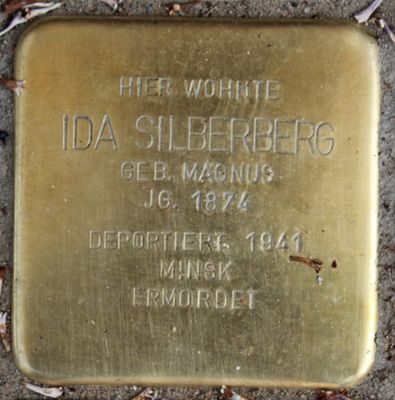 HIER WOHNTE
IDA SILBERBERG
GEB. MAGNUS
JG. 1874
DEPORTIERT 1941
MINSK
ERMORDET